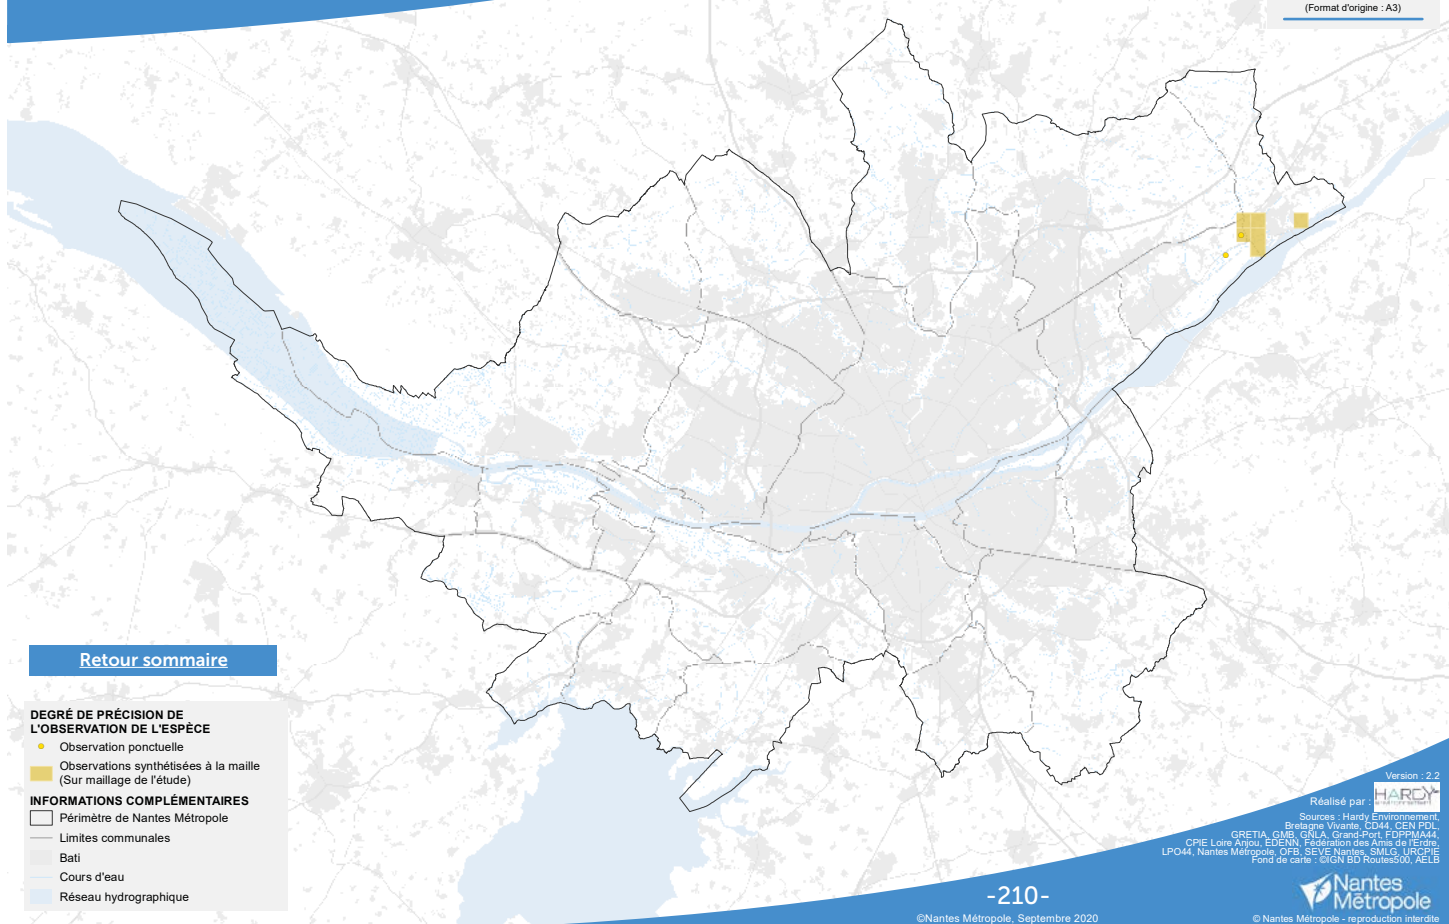 (Format d'origine : A3)
Retour sommaire
DEGRÉ DE PRÉCISION DE
L'OBSERVATION DE L'ESPÈCE
Observation ponctuelle
Observations synthétisées à la maille
(Sur maillage de l'étude)
INFORMATIONS COMPLÉMENTAIRES
Périmètre de Nantes Métropole
Limites communales
Bati
Cours d'eau
Réseau hydrographique
Version : 2.2
Réalisé par :
HARDY
environnement
Sources : Hardy Environnement,
Bretagne Vivante, CD44, CEN PDL,
GRETIA, GMB, GNLA, Grand-Port, FDPPMA44,
CPIE Loire Anjou, EDENN, Fédération des Amis de l'Erdre,
LPO44, Nantes Métropole, OFB, SEVE Nantes, SMLG, URCPIE
Fond de carte : ©IGN BD Routes500, AELB
-210-
©Nantes Métropole, Septembre 2020
Nantes
Métropole
© Nantes Métropole - reproduction interdite